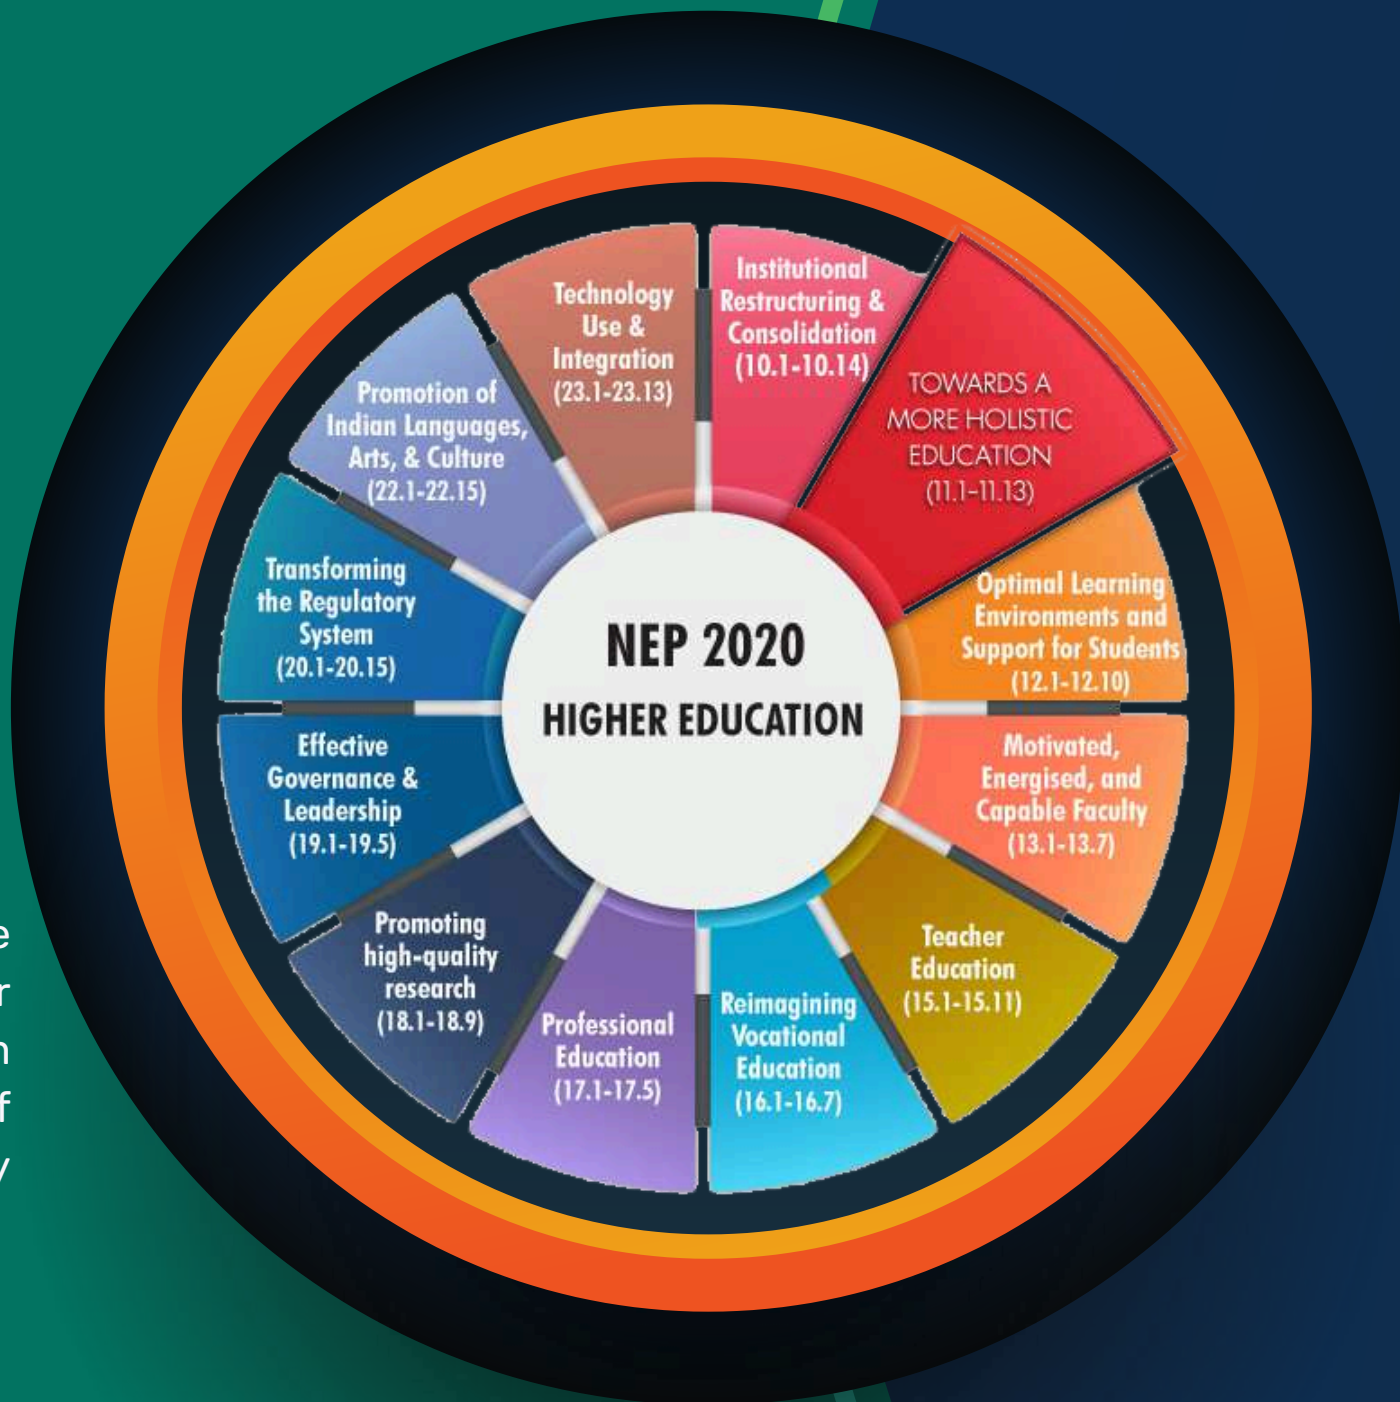 NEP 2020
HIGHER EDUCATION
Institutional
Restructuring &
Consolidation
(10.1-10.14)
TOWARDS A
MORE HOLISTIC
EDUCATION
(11.1-11.13)
Optimal Learning
Environments and
Support for Students
(12.1-12.10)
Motivated,
Energised, and
Capable Faculty
(13.1-13.7)
Teacher
Education
(15.1-15.11)
Reimagining
Vocational
Education
(16.1-16.7)
Professional
Education
(17.1-17.5)
Promoting
high-quality
research
(18.1-18.9)
Effective
Governance &
Leadership
(19.1-19.5)
Transforming
the Regulatory
System
(20.1-20.15)
Promotion of
Indian Languages,
Arts, & Culture
(22.1-22.15)
Technology
Use &
Integration
(23.1-23.13)